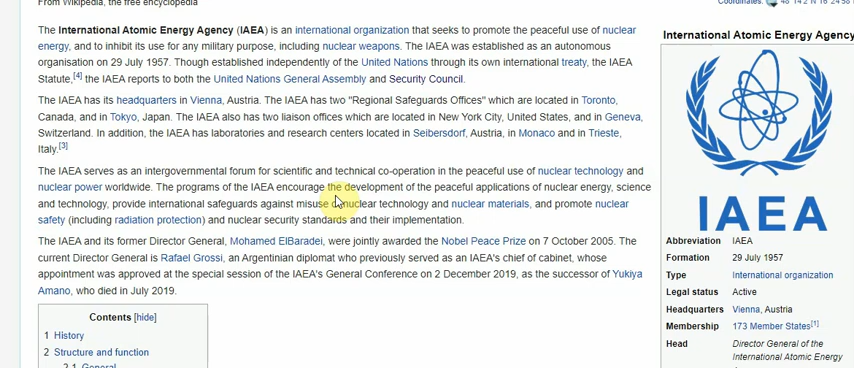 From Wikipedia, the free encyclopedia
Coordinates:
The International Atomic Energy Agency (IAEA) is an international organization that seeks to promote the peaceful use of nuclear
energy, and to inhibit its use for any military purpose, including nuclear weapons. The IAEA was established as an autonomous
organisation on 29 July 1957. Though established independently of the United Nations through its own international treaty, the IAEA
Statute,[4] the IAEA reports to both the United Nations General Assembly and Security Council.
The IAEA has its headquarters in Vienna, Austria. The IAEA has two "Regional Safeguards Offices" which are located in Toronto,
Canada, and in Tokyo, Japan. The IAEA also has two liaison offices which are located in New York City, United States, and in Geneva,
Switzerland. In addition, the IAEA has laboratories and research centers located in Seibersdorf, Austria, in Monaco and in Trieste,
Italy.[3]
The IAEA serves as an intergovernmental forum for scientific and technical co-operation in the peaceful use of nuclear technology and
nuclear power worldwide. The programs of the IAEA encourage the development of the peaceful applications of nuclear energy, science
and technology, provide international safeguards against misuse of nuclear technology and nuclear materials, and promote nuclear
safety (including radiation protection) and nuclear security standards and their implementation.
The IAEA and its former Director General, Mohamed ElBaradei, were jointly awarded the Nobel Peace Prize on 7 October 2005. The
current Director General is Rafael Grossi, an Argentinian diplomat who previously served as an IAEA's chief of cabinet, whose
appointment was approved at the special session of the IAEA's General Conference on 2 December 2019, as the successor of Yukiya
Amano, who died in July 2019.
Contents [hide]
1 History
2 Structure and function
2.1 General
International Atomic Energy Agency
IAEA
Abbreviation IAEA
Formation 29 July 1957
Type International organization
Legal status Active
Headquarters Vienna, Austria
Membership 173 Member States[1]
Head Director General of the
International Atomic Energy